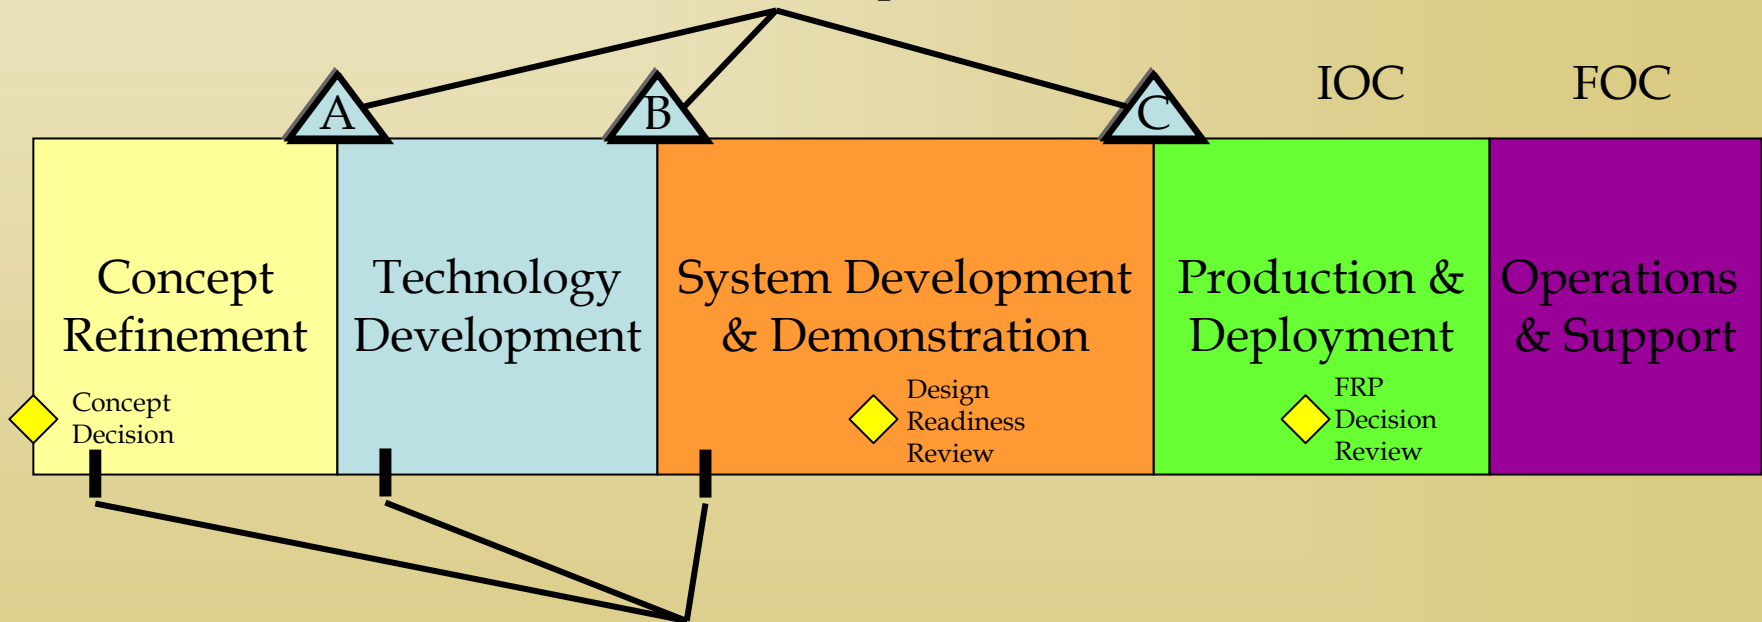 A
B
C
IOC
FOC
Concept
Refinement
Technology
Development
System Development
& Demonstration
Production &
Deployment
Operations
& Support
Concept
Decision
Design
Readiness
Review
FRP
Decision
Review